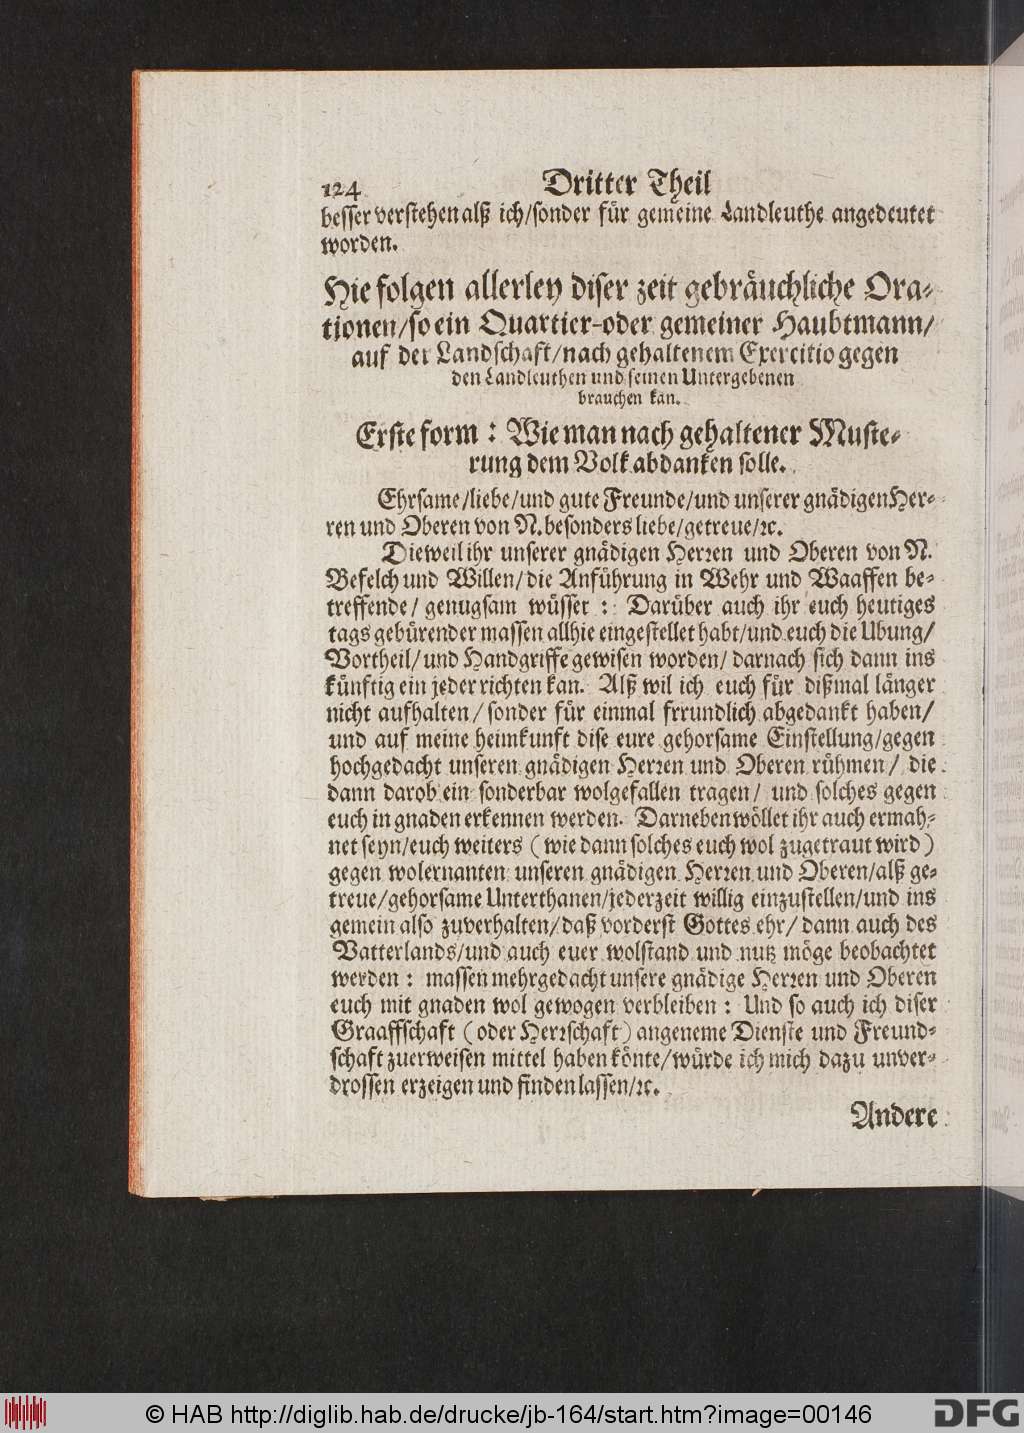 124 Dritter Theil
besser verstehen alß ich/sonder für gemeine Landleuthe angedeutet
worden.
Hie folgen allerley diser zeit gebräuchliche Ora-
tionen/so ein Quartier-oder gemeiner Haubtmann/
auf der Landschaft/nach gehaltenem Exercitio gegen
den Landleuthen und seinen Untergebenen
brauchen kan.
Erste form: Wie man nach gehaltener Muste-
rung dem Volk abdanken solle.
Ehrsame/liebe/und gute Freunde/und unserer gnädigen Her-
ren und Oberen von N. besonders liebe/getreue/ꝛc.
Dieweil ihr unserer gnädigen Herren und Oberen von N.
Befelch und Willen/die Anführung in Wehr und Waaffen be-
treffende/ genugsam wüsser: Darüber auch ihr euch heutiges
tags gebürender massen allhie eingestellet habt/und euch die Ubung/
Vortheil/und Handgriffe gewisen worden/darnach sich dann ins
künftig ein jeder richten kan. Alß wil ich euch für dißmal länger
nicht aufhalten/sonder für einmal frrundlich abgedankt haben/
und auf meine heimkunft dise eure gehorsame Einstellung/gegen
hochgedacht unseren gnädigen Herren und Oberen rühmen/ die
dann darob ein sonderbar wolgefallen tragen/ und solches gegen
euch in gnaden erkennen werden. Darneben wöllet ihr auch ermah-
net seyn/euch weiters (wie dann solches euch wol zugetraut wird)
gegen wolernanten unseren gnädigen Herren und Oberen/alß ge-
treue/gehorsame Unterthanen/jederzeit willig einzustellen/und ins
gemein also zuverhalten/daß vorderst Gottes ehr/ dann auch des
Vatterlands/und auch euer wolstand und nutz möge beobachtet
werden: massen mehrgedacht unsere gnädige Herren und Oberen
euch mit gnaden wol gewogen verbleiben: Und so auch ich diser
Graaffschaft (oder Herrschaft) angeneme Dienste und Freund-
schaft zuerweisen mittel haben könte/würde ich mich dazu unver-
drossen erzeigen und finden lassen/ꝛc.
Andere
© HAB http://diglib.hab.de/drucke/jb-164/start.htm?image=00146
DFG